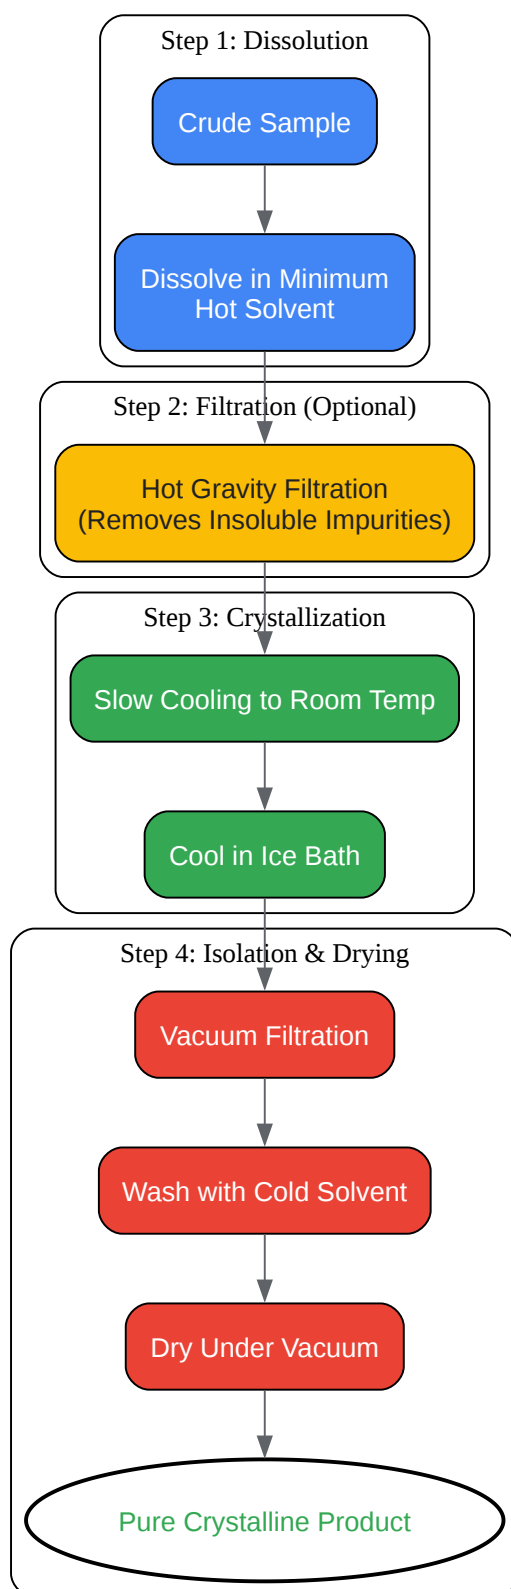 Step 1: Dissolution
Crude Sample
Dissolve in Minimum
Hot Solvent
Step 2: Filtration (Optional)
Hot Gravity Filtration
(Removes Insoluble Impurities)
Step 3: Crystallization
Slow Cooling to Room Temp
Cool in Ice Bath
Step 4: Isolation & Drying
Vacuum Filtration
Wash with Cold Solvent
Dry Under Vacuum
Pure Crystalline Product